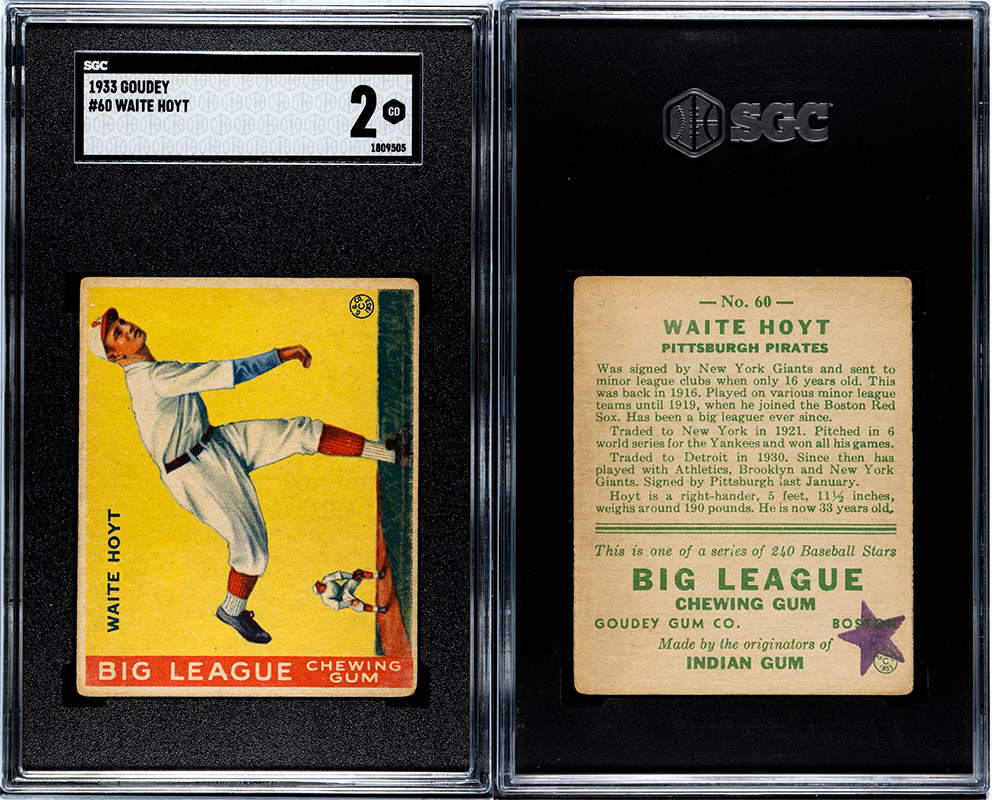 SGC
1933 GOUDEY
#60 WAITE HOYT
2
GD
1809505
WAITE HOYT
BIG LEAGUE
CHEWING
GUM
SGC
— No. 60 —
WAITE HOYT
PITTSBURGH PIRATES
Was signed by New York Giants and sent to
minor league clubs when only 16 years old. This
was back in 1916. Played on various minor league
teams until 1919, when he joined the Boston Red
Sox. Has been a big leaguer ever since.
Traded to New York in 1921. Pitched in 6
world series for the Yankees and won all his games.
Traded to Detroit in 1930. Since then has
played with Athletics, Brooklyn and New York
Giants. Signed by Pittsburgh last January.
Hoyt is a right-hander, 5 feet, 11½ inches,
weighs around 190 pounds. He is now 33 years old.
This is one of a series of 240 Baseball Stars
BIG LEAGUE
CHEWING GUM
GOUDEY GUM CO. BOSTON
Made by the originators of
INDIAN GUM